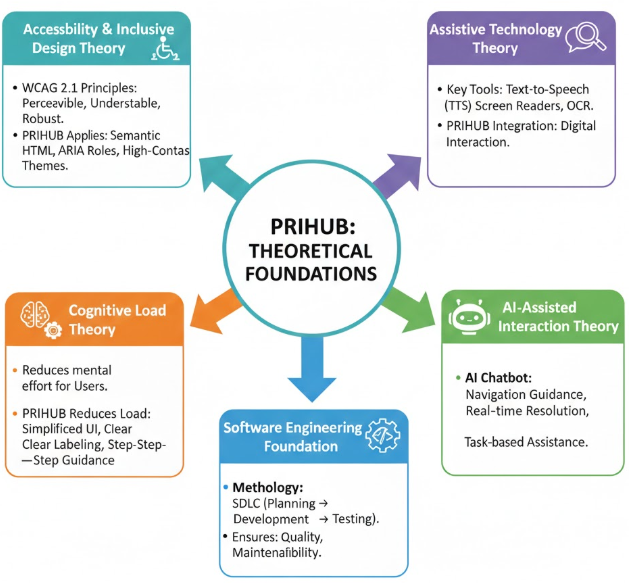 Accessbility & Inclusive
Design Theory
• WCAG 2.1 Principles:
Perceevible, Understable,
Robust.
• PRIHUB Applies: Semantic
HTML, ARIA Roles, High-Contas
Themes.
Assistive Technology
Theory
• Key Tools: Text-to-Speech
(TTS) Screen Readers, OCR.
• PRIHUB Integration: Digital
Interaction.
PRIHUB:
THEORETICAL
FOUNDATIONS
Cognitive Load
Theory
• Reduces mental
effort for Users.
• PRIHUB Reduces Load:
Simplificed UI, Clear
Clear Labeling, Step-Step-
—Step Guidance
AI-Assisted
Interaction Theory
• AI Chatbot:
Navigation Guidance,
Real-time Resolution,
Task-based Assistance.
Software Engineering
Foundation
• Methology:
SDLC (Planning →
Development → Testing).
• Ensures: Quality,
Maintenafibility.